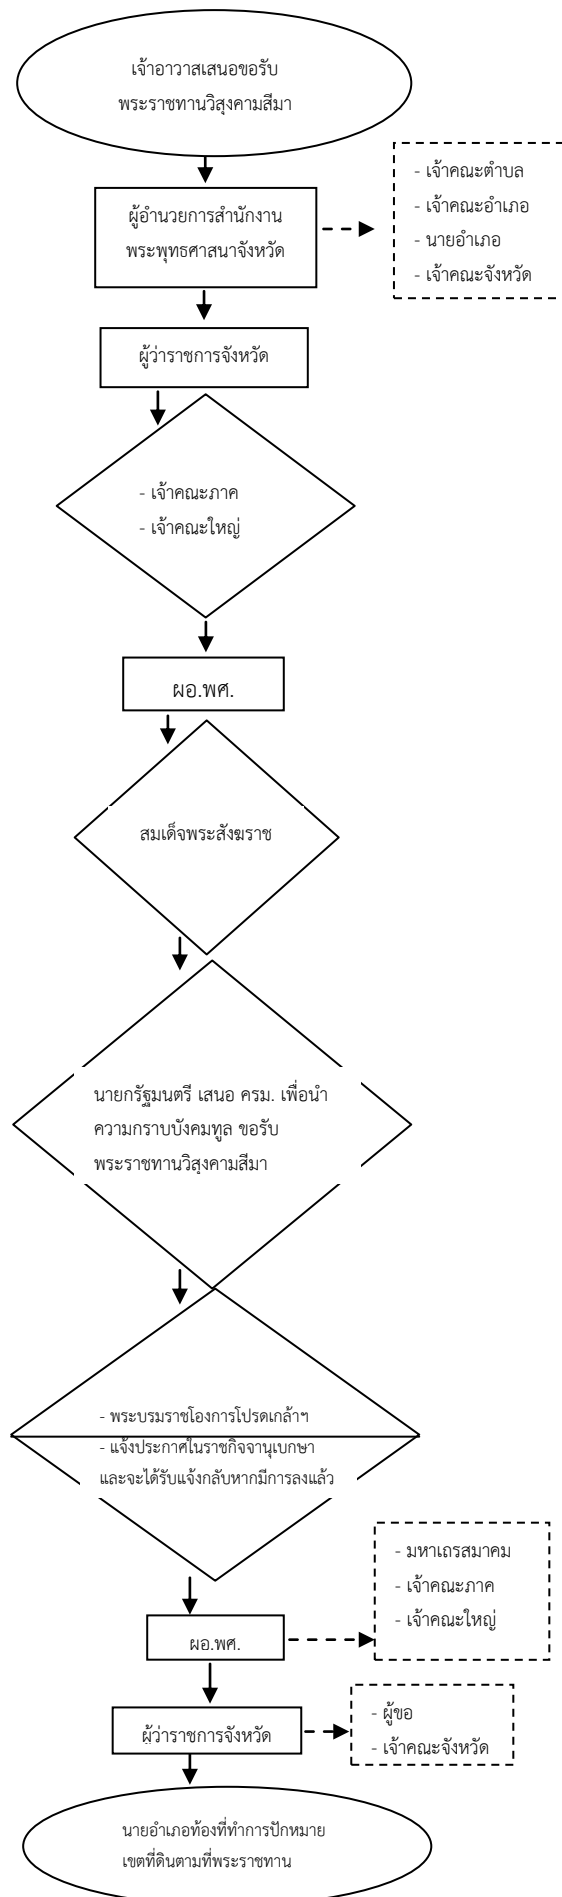 เจ้าอาวาสเสนอขอรับ
พระราชทานวิสุงคามสีมา
- เจ้าคณะตำบล
- เจ้าคณะอำเภอ
- นายอำเภอ
- เจ้าคณะจังหวัด
ผู้อำนวยการสำนักงาน
พระพุทธศาสนาจังหวัด
ผู้ว่าราชการจังหวัด
- เจ้าคณะภาค
- เจ้าคณะใหญ่
ผอ.พศ.
สมเด็จพระสังฆราช
นายกรัฐมนตรี เสนอ ครม. เพื่อนำ
ความกราบบังคมทูล ขอรับ
พระราชทานวิสุงคามสีมา
- พระบรมราชโองการโปรดเกล้าฯ
- แจ้งประกาศในราชกิจจานุเบกษา
และจะได้รับแจ้งกลับหากมีการลงแล้ว
- มหาเถรสมาคม
- เจ้าคณะภาค
- เจ้าคณะใหญ่
ผอ.พศ.
ผู้ว่าราชการจังหวัด
- ผู้ขอ
- เจ้าคณะจังหวัด
นายอำเภอท้องที่ทำการปักหมาย
เขตที่ดินตามที่พระราชทาน